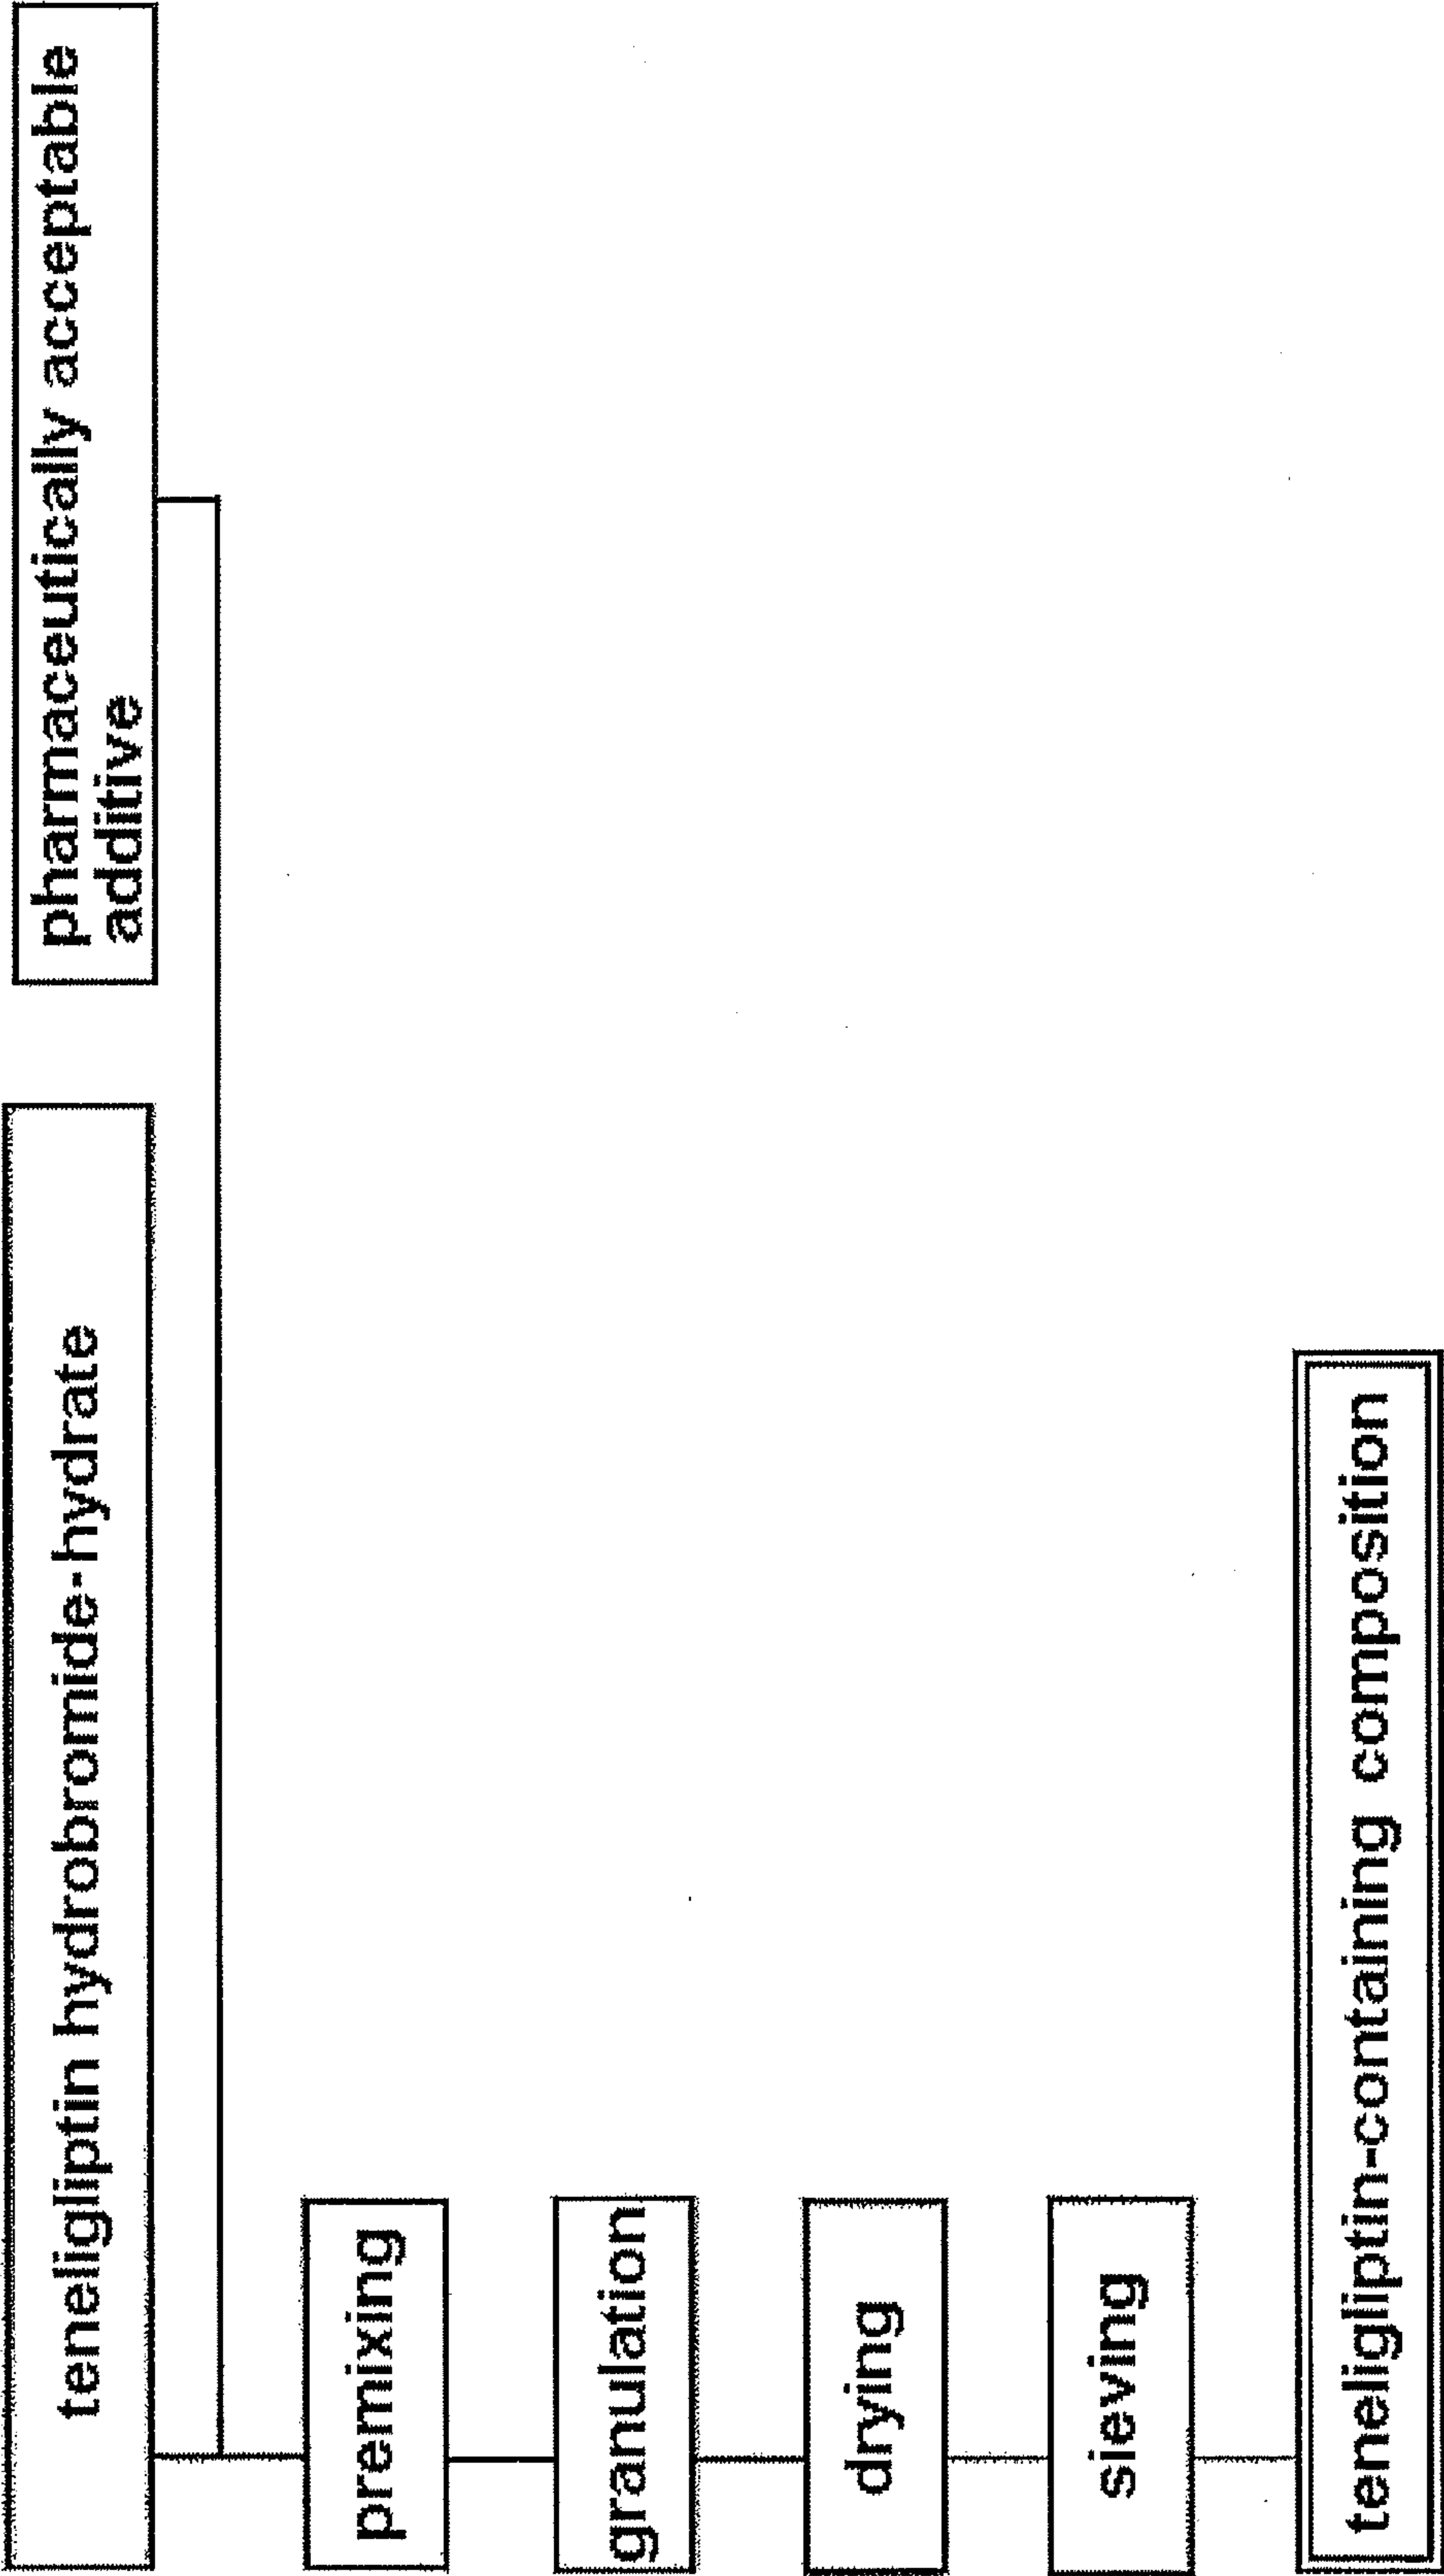 teneligliptin hydrobromide-hydrate
pharmaceutically acceptable
additive
premixing
granulation
drying
sieving
teneligliptin-containing composition